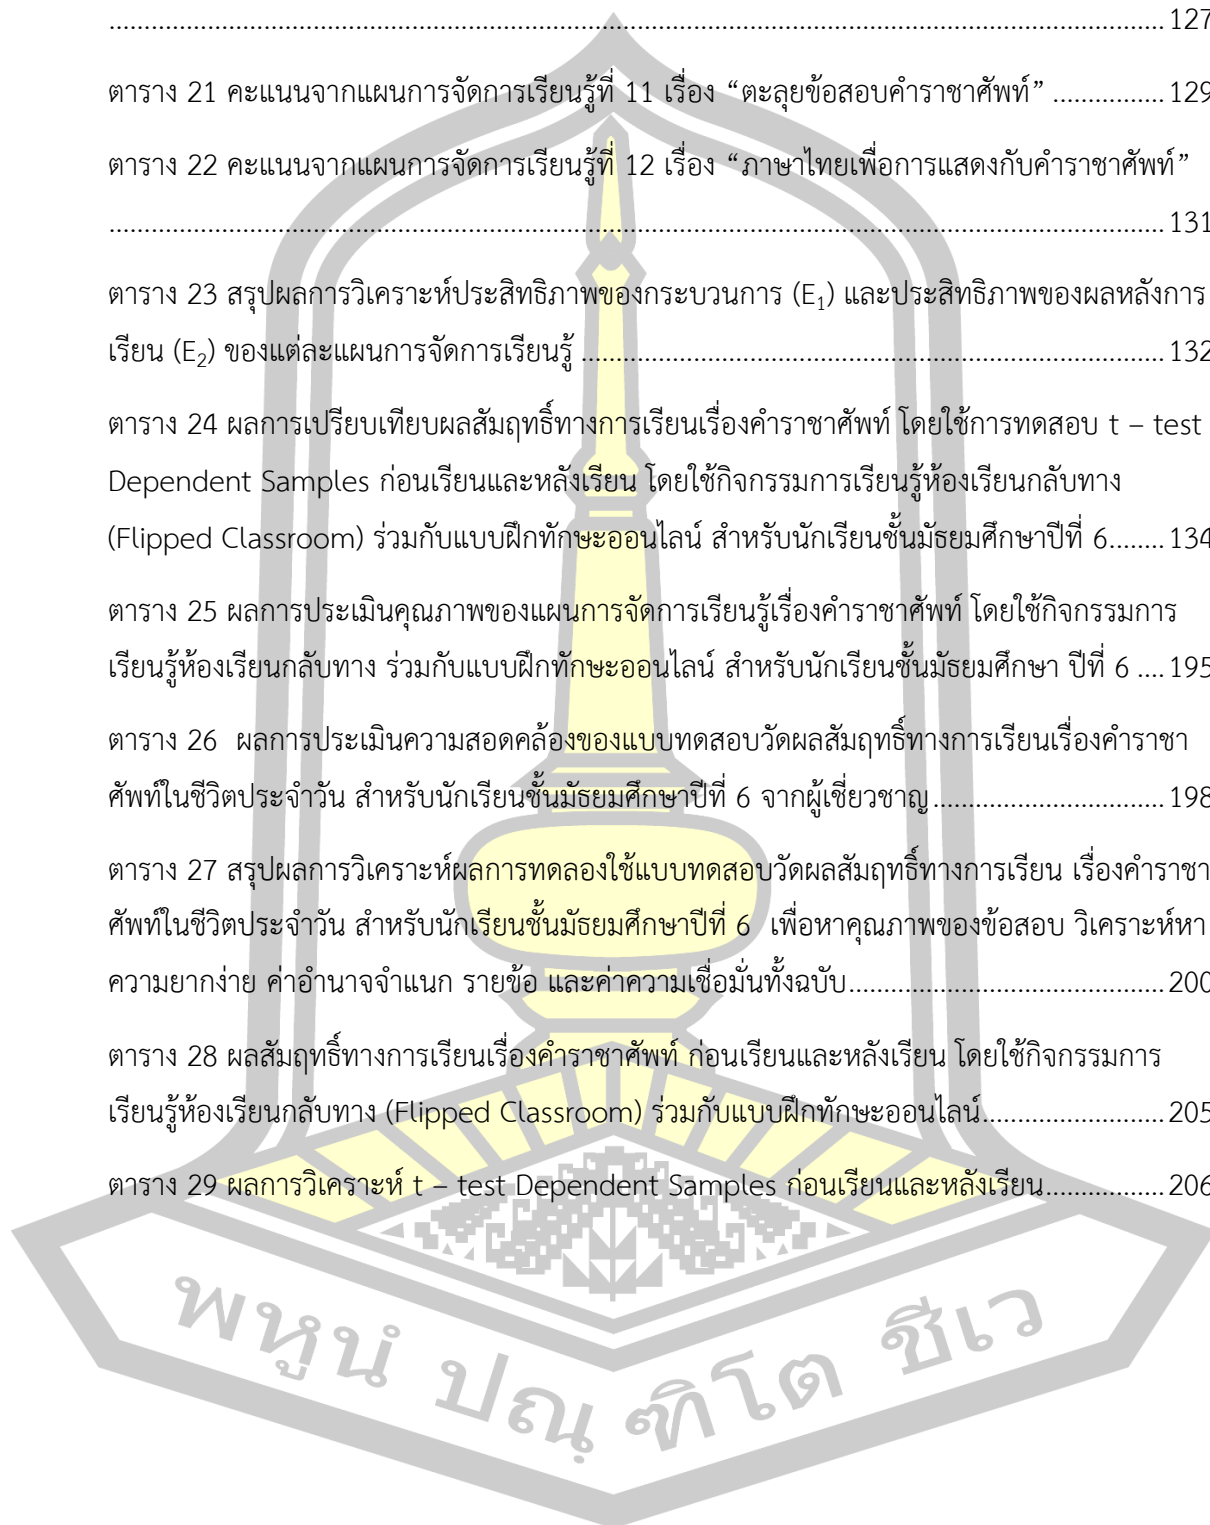 ........................................................................................................................................ 127
ตาราง 21 คะแนนจากแผนการจัดการเรียนรู้ที่ 11 เรื่อง “ตะลุยข้อสอบคำราชาศัพท์” ................. 129
ตาราง 22 คะแนนจากแผนการจัดการเรียนรู้ที่ 12 เรื่อง “ภาษาไทยเพื่อการแสดงกับคำราชาศัพท์”
........................................................................................................................................ 131
ตาราง 23 สรุปผลการวิเคราะห์ประสิทธิภาพของกระบวนการ (E₁) และประสิทธิภาพของผลหลังการ
เรียน (E₂) ของแต่ละแผนการจัดการเรียนรู้ ........................................................................... 132
ตาราง 24 ผลการเปรียบเทียบผลสัมฤทธิ์ทางการเรียนเรื่องคำราชาศัพท์ โดยใช้การทดสอบ t – test
Dependent Samples ก่อนเรียนและหลังเรียน โดยใช้กิจกรรมการเรียนรู้ห้องเรียนกลับทาง
(Flipped Classroom) ร่วมกับแบบฝึกทักษะออนไลน์ สำหรับนักเรียนชั้นมัธยมศึกษาปีที่ 6........ 134
ตาราง 25 ผลการประเมินคุณภาพของแผนการจัดการเรียนรู้เรื่องคำราชาศัพท์ โดยใช้กิจกรรมการ
เรียนรู้ห้องเรียนกลับทาง ร่วมกับแบบฝึกทักษะออนไลน์ สำหรับนักเรียนชั้นมัธยมศึกษา ปีที่ 6 .... 195
ตาราง 26 ผลการประเมินความสอดคล้องของแบบทดสอบวัดผลสัมฤทธิ์ทางการเรียนเรื่องคำราชา
ศัพท์ในชีวิตประจำวัน สำหรับนักเรียนชั้นมัธยมศึกษาปีที่ 6 จากผู้เชี่ยวชาญ ............................... 198
ตาราง 27 สรุปผลการวิเคราะห์ผลการทดลองใช้แบบทดสอบวัดผลสัมฤทธิ์ทางการเรียน เรื่องคำราชา
ศัพท์ในชีวิตประจำวัน สำหรับนักเรียนชั้นมัธยมศึกษาปีที่ 6 เพื่อหาคุณภาพของข้อสอบ วิเคราะห์หา
ความยากง่าย ค่าอำนาจจำแนก รายข้อ และค่าความเชื่อมั่นทั้งฉบับ......................................... 200
ตาราง 28 ผลสัมฤทธิ์ทางการเรียนเรื่องคำราชาศัพท์ ก่อนเรียนและหลังเรียน โดยใช้กิจกรรมการ
เรียนรู้ห้องเรียนกลับทาง (Flipped Classroom) ร่วมกับแบบฝึกทักษะออนไลน์........................ 205
ตาราง 29 ผลการวิเคราะห์ t – test Dependent Samples ก่อนเรียนและหลังเรียน................. 206
พหูนํ ปณฺฑิโต ชีเว